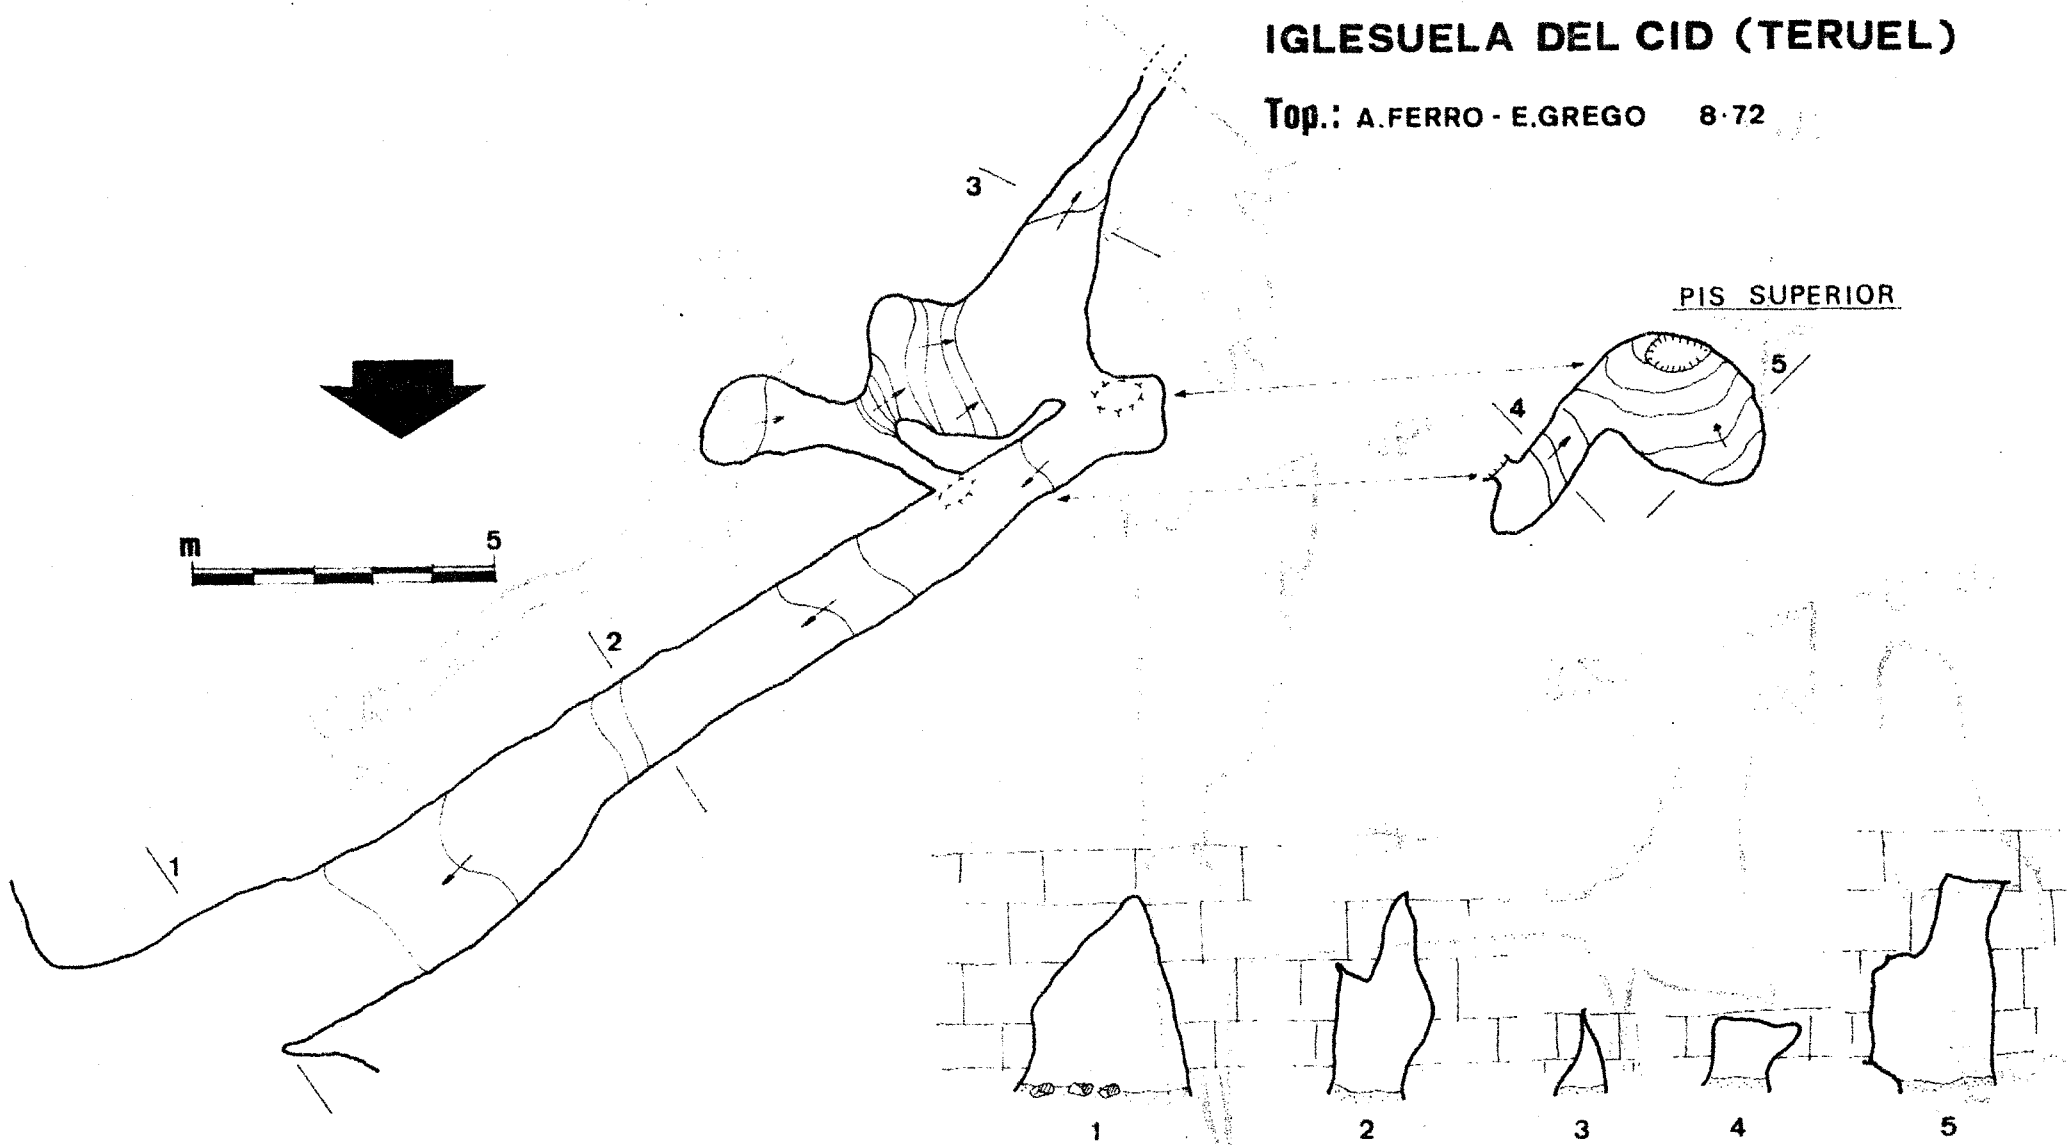 IGLESUELA DEL CID (TERUEL)
Top.: A.FERRO - E.GREGO 8·72
3
PIS SUPERIOR
5
4
m 5
2
1
1 2 3 4 5